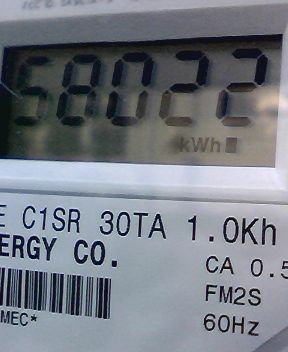 58022
kWh
E C1SR 30TA 1.0Kh
ERGY CO.
CA 0.5
FM2S
MEC*
60Hz